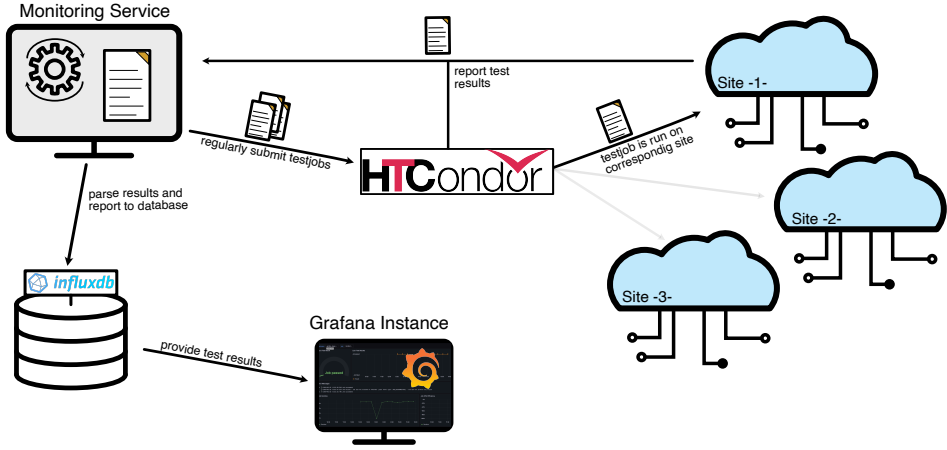 Monitoring Service
report test
results
Site -1-
regularly submit testjobs
testjob is run on
correspondig site
HTCondor
parse results and
report to database
Site -2-
influxdb
Site -3-
Grafana Instance
provide test results